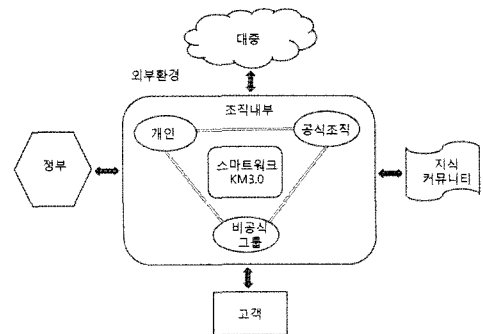 대중
외부환경
조직내부
개인
공식조직
정부
스마트워크
KM3.0
지식
커뮤니티
비공식
그룹
고객